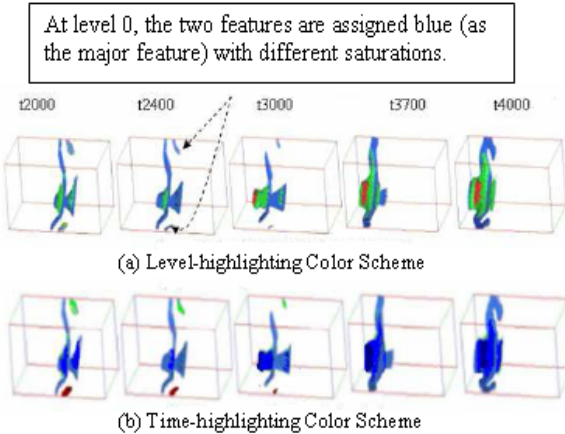 At level 0, the two features are assigned blue (as
the major feature) with different saturations.
t2000 t2400 t3000 t3700 t4000
(a) Level-highlighting Color Scheme
(b) Time-highlighting Color Scheme